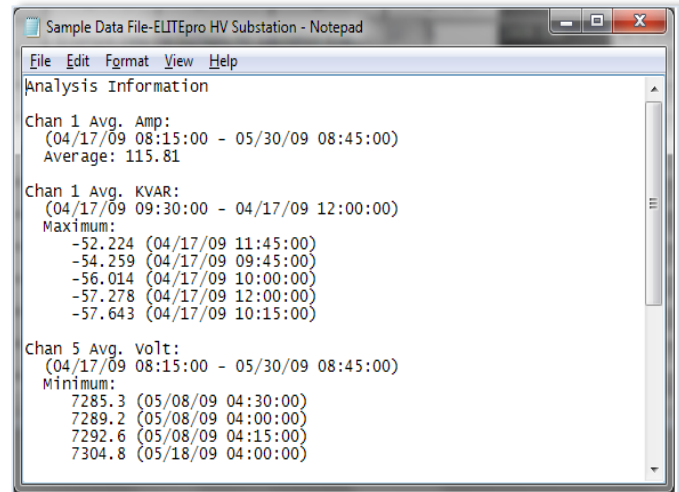 Sample Data File-ELITEpro HV Substation - Notepad
File Edit Format View Help
Analysis Information
Chan 1 Avg. Amp:
(04/17/09 08:15:00 - 05/30/09 08:45:00)
Average: 115.81
Chan 1 Avg. KVAR:
(04/17/09 09:30:00 - 04/17/09 12:00:00)
Maximum:
-52.224 (04/17/09 11:45:00)
-54.259 (04/17/09 09:45:00)
-56.014 (04/17/09 10:00:00)
-57.278 (04/17/09 12:00:00)
-57.643 (04/17/09 10:15:00)
Chan 5 Avg. Volt:
(04/17/09 08:15:00 - 05/30/09 08:45:00)
Minimum:
7285.3 (05/08/09 04:30:00)
7289.2 (05/08/09 04:00:00)
7292.6 (05/08/09 04:15:00)
7304.8 (05/18/09 04:00:00)